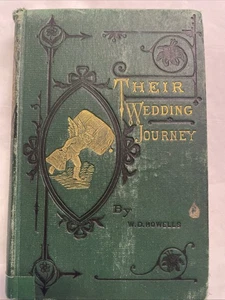 THEIR
WEDDING
JOURNEY
By
W.D. HOWELLS